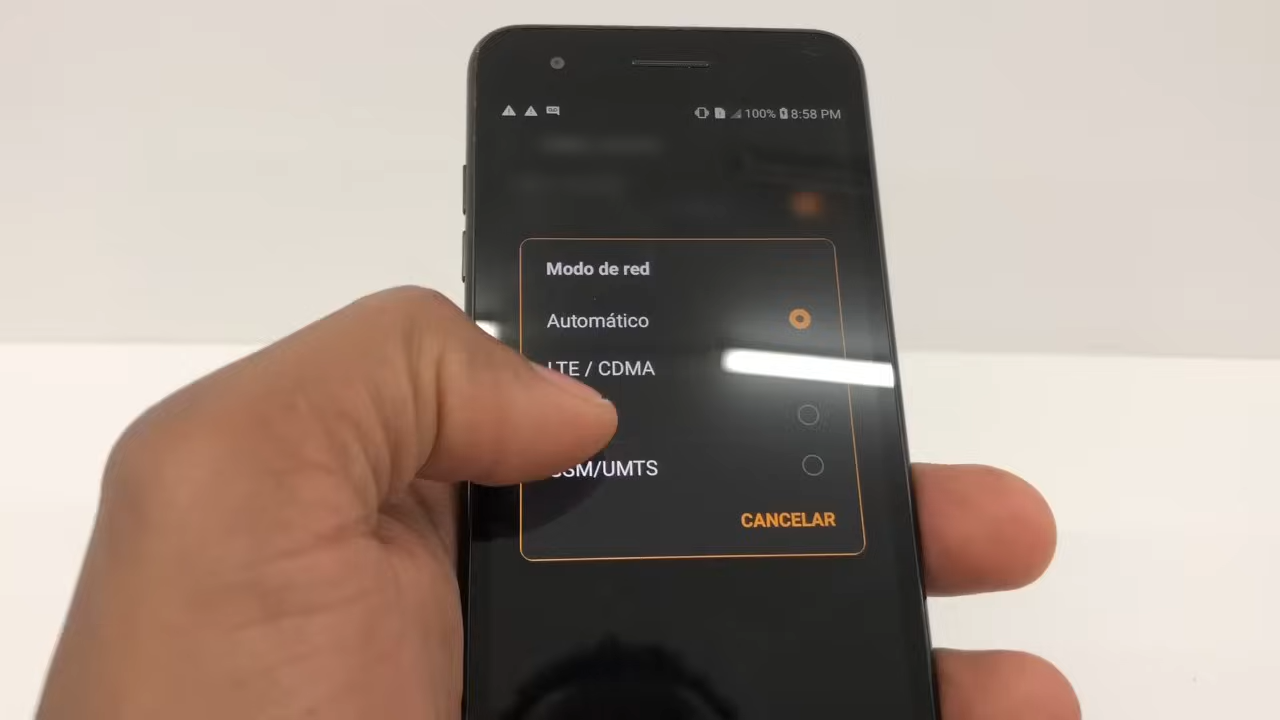 100% 8:58 PM
Modo de red
Automático
LTE / CDMA
GSM/UMTS
CANCELAR